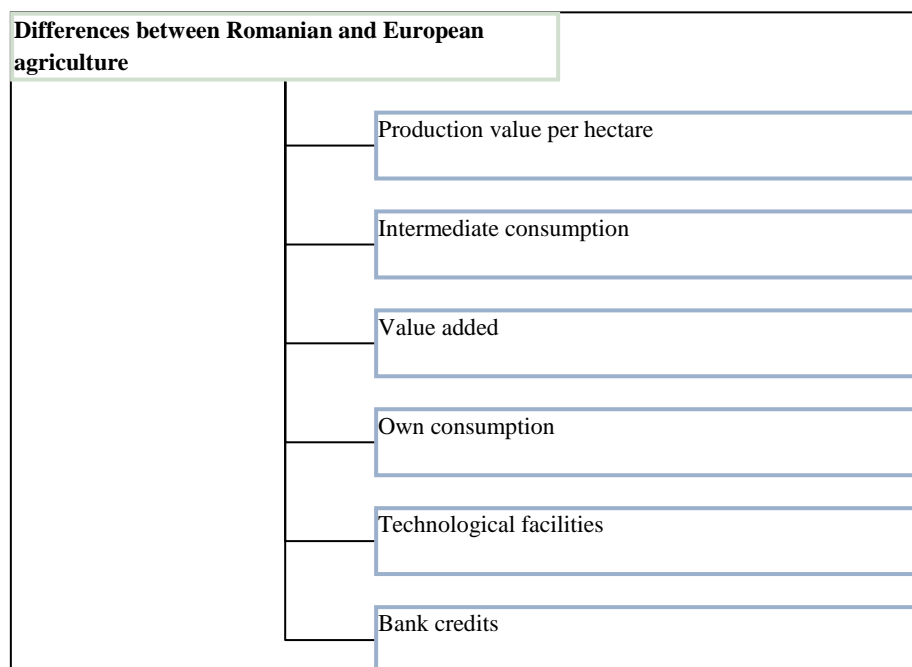 Differences between Romanian and European
agriculture
Production value per hectare
Intermediate consumption
Value added
Own consumption
Technological facilities
Bank credits